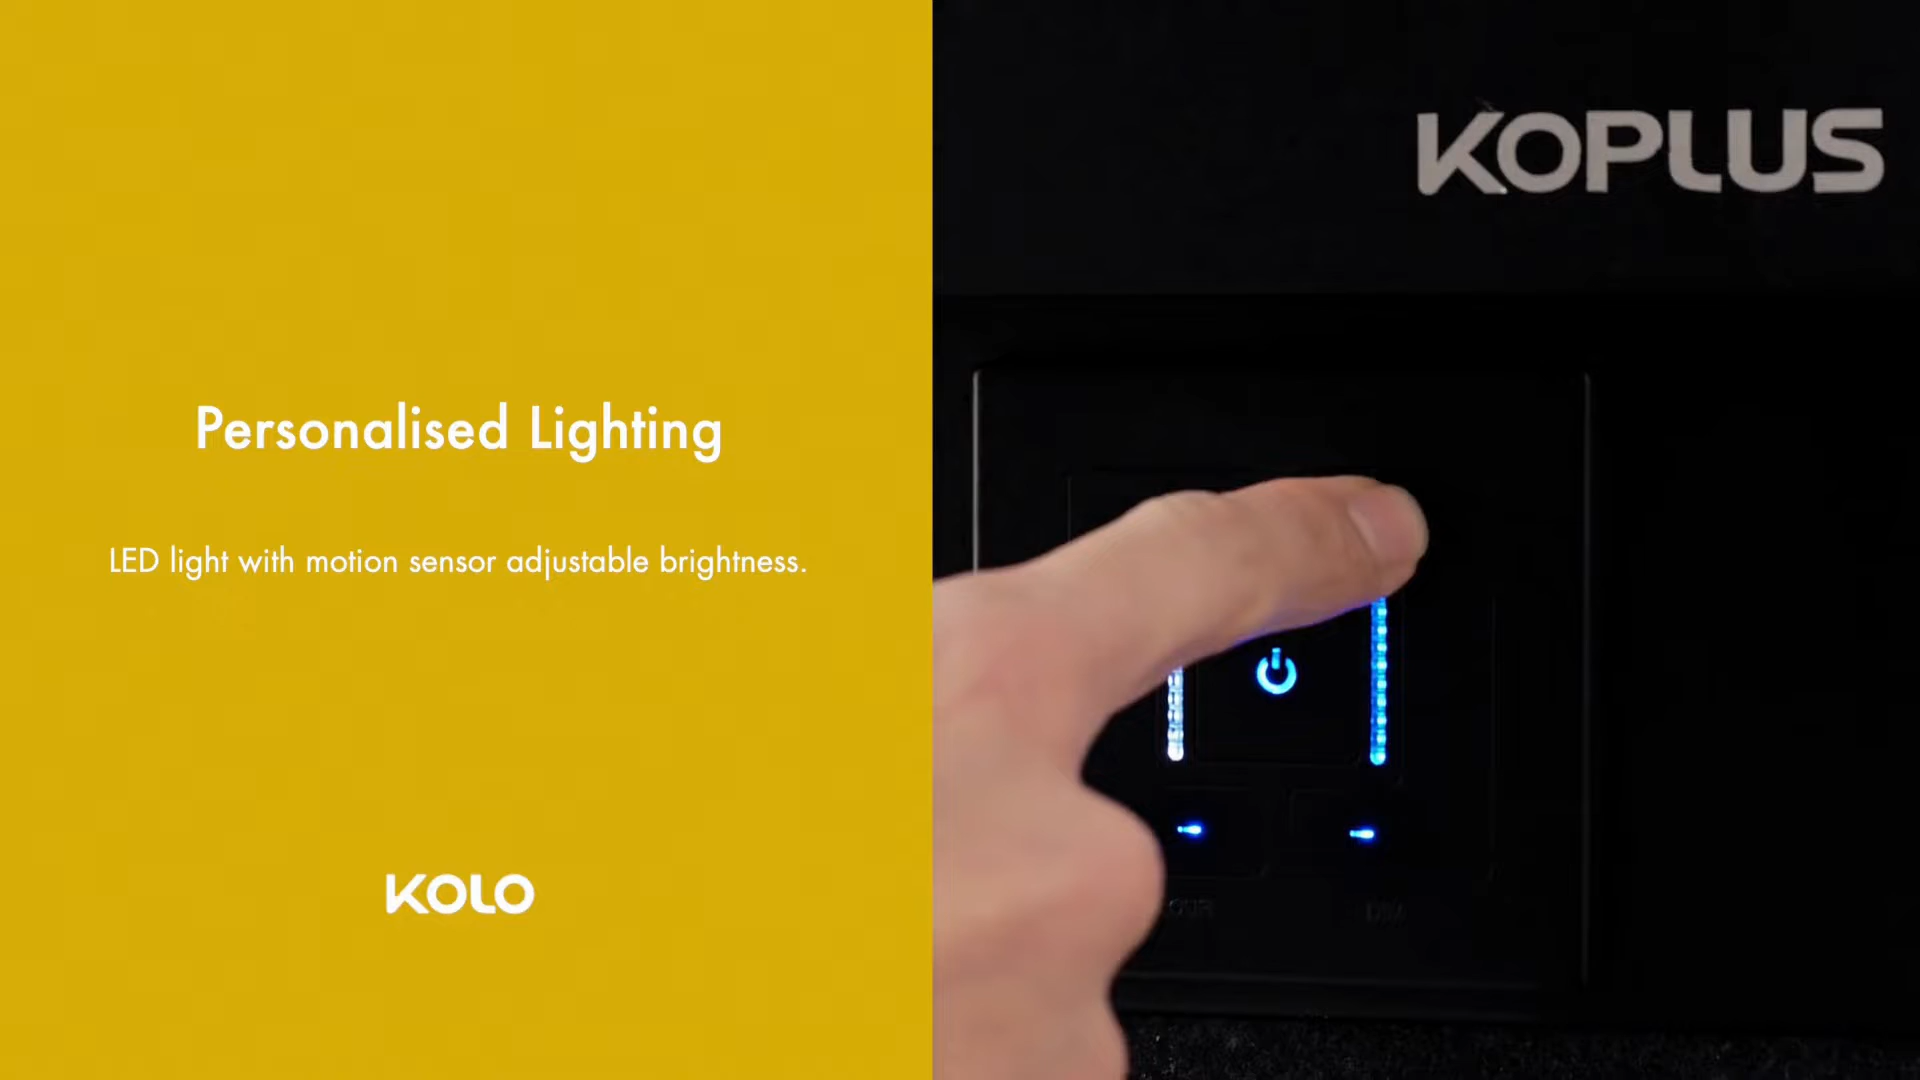 Personalised Lighting
LED light with motion sensor adjustable brightness.
KOLO
KOPLUS